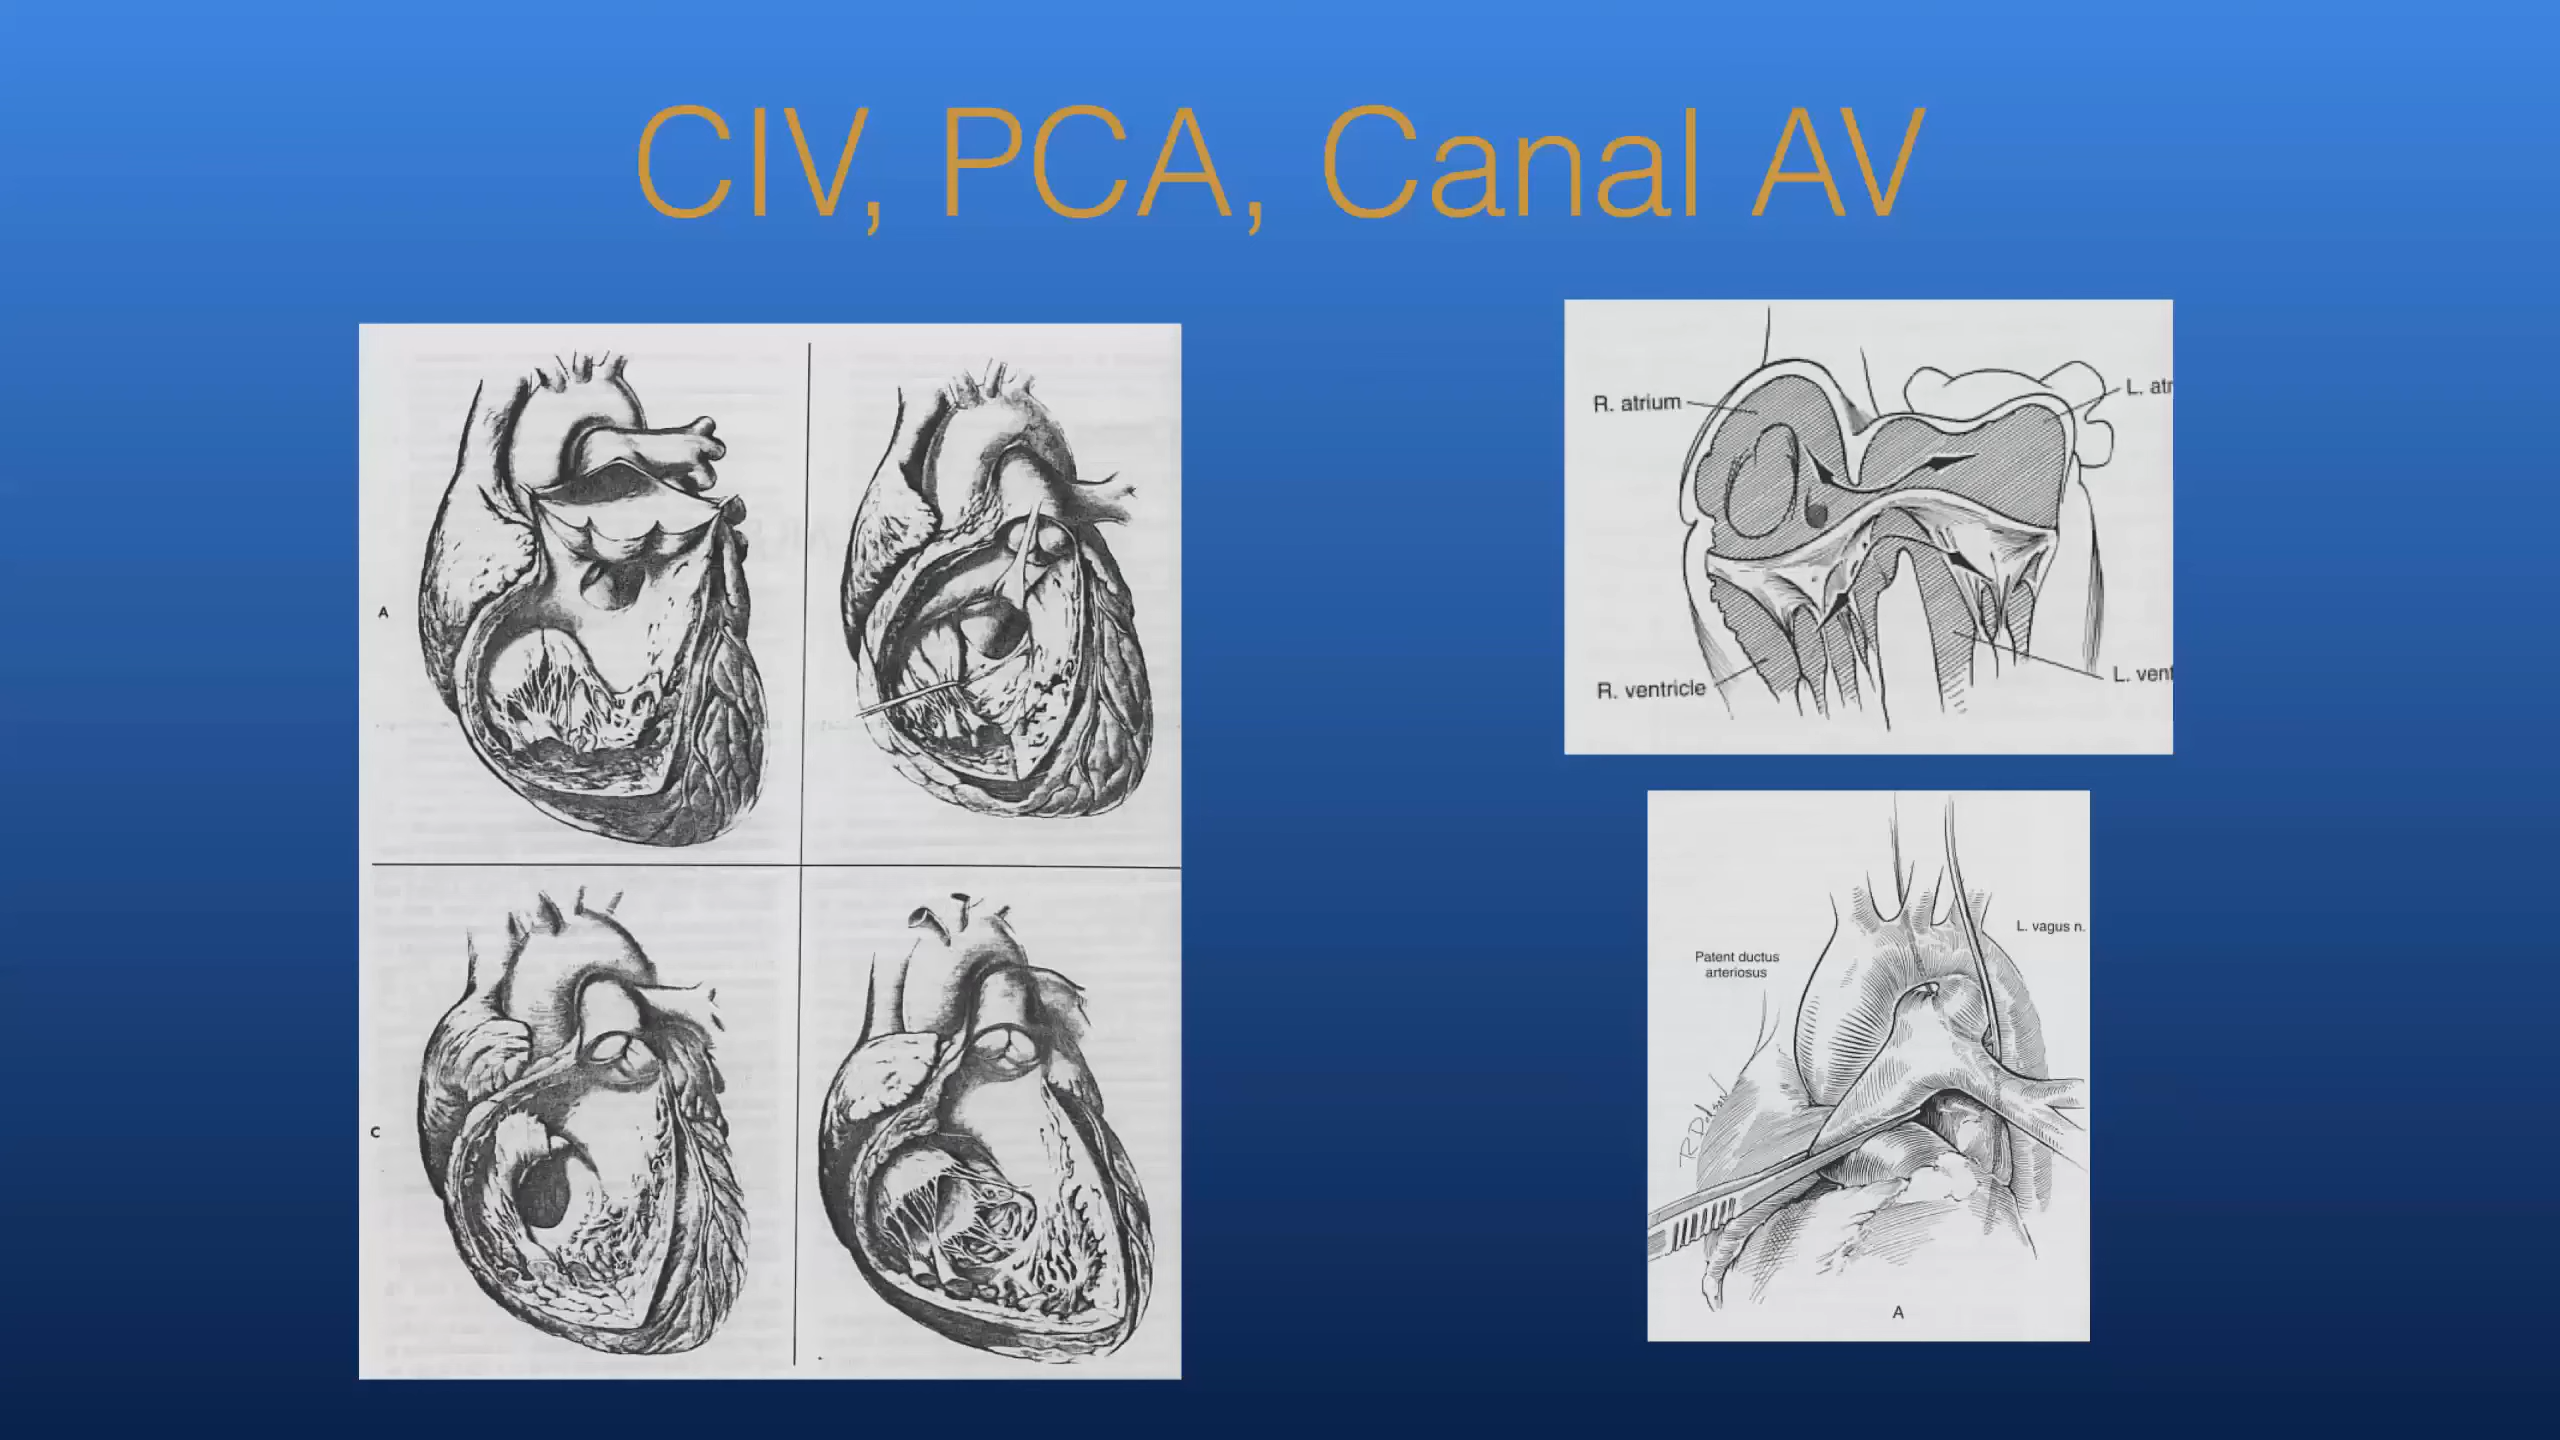 CIV, PCA, Canal AV
A
C
R. atrium
L. atr
R. ventricle
L. vent
Patent ductus
arteriosus
L. vagus n.
A